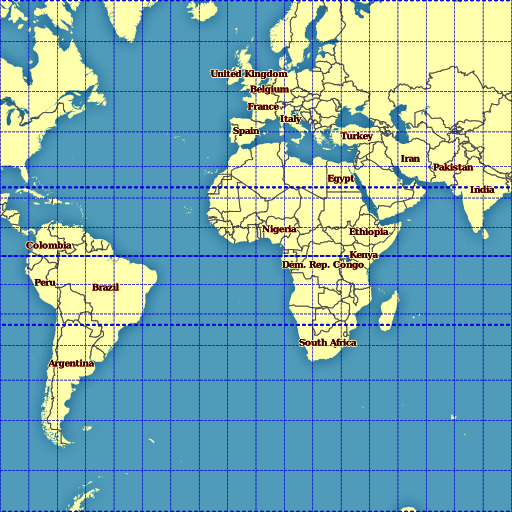 United Kingdom
Belgium
France
Italy
Spain
Turkey
Iran
Pakistan
Egypt
India
Nigeria
Ethiopia
Colombia
Kenya
Dem. Rep. Congo
Peru
Brazil
South Africa
Argentina